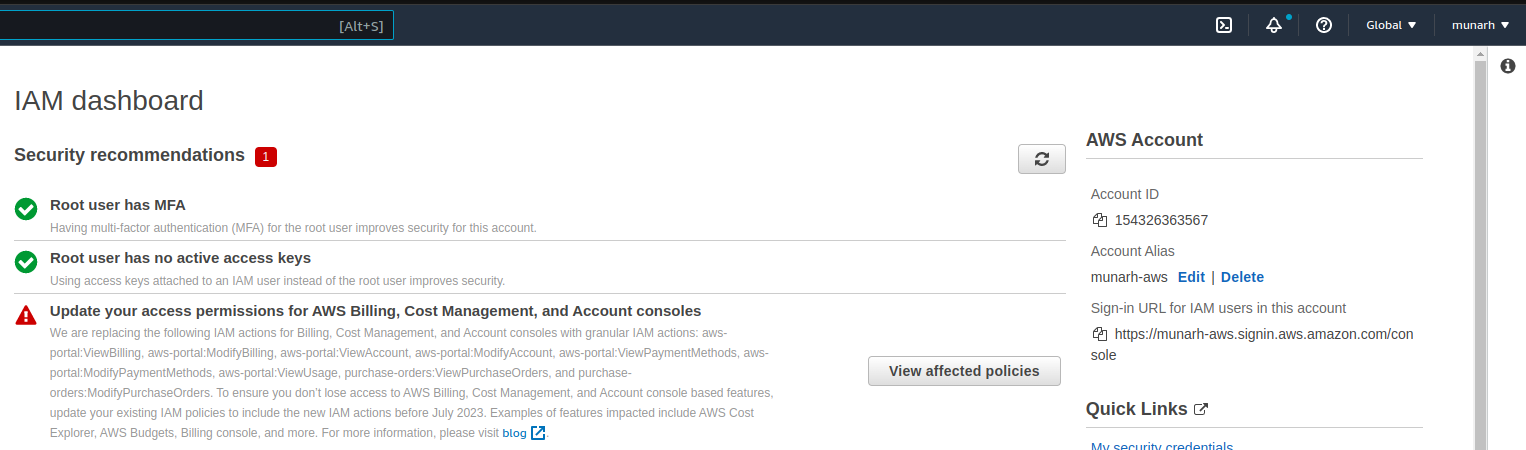 [Alt+S]
Global
munarh
IAM dashboard
Security recommendations 1
Root user has MFA
Having multi-factor authentication (MFA) for the root user improves security for this account.
Root user has no active access keys
Using access keys attached to an IAM user instead of the root user improves security.
Update your access permissions for AWS Billing, Cost Management, and Account consoles
We are replacing the following IAM actions for Billing, Cost Management, and Account consoles with granular IAM actions: aws-
portal:ViewBilling, aws-portal:ModifyBilling, aws-portal:ViewAccount, aws-portal:ModifyAccount, aws-portal:ViewPaymentMethods, aws-
portal:ModifyPaymentMethods, aws-portal:ViewUsage, purchase-orders:ViewPurchaseOrders, and purchase-
orders:ModifyPurchaseOrders. To ensure you don't lose access to AWS Billing, Cost Management, and Account console based features,
update your existing IAM policies to include the new IAM actions before July 2023. Examples of features impacted include AWS Cost
Explorer, AWS Budgets, Billing console, and more. For more information, please visit blog .
View affected policies
AWS Account
Account ID
154326363567
Account Alias
munarh-aws Edit | Delete
Sign-in URL for IAM users in this account
https://munarh-aws.signin.aws.amazon.com/con
sole
Quick Links
My security credentials